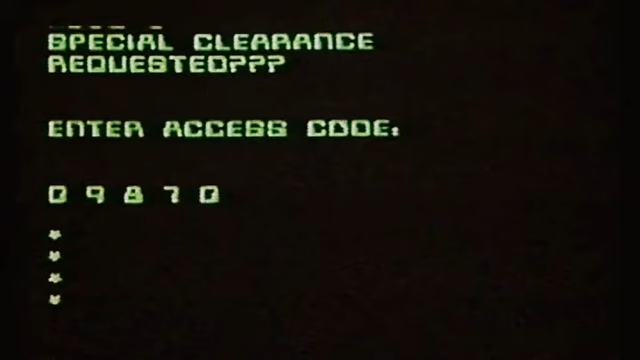 SPECIAL CLEARANCE
REQUESTED???
ENTER ACCESS CODE:
0 9 8 7 0
*
*
*
*